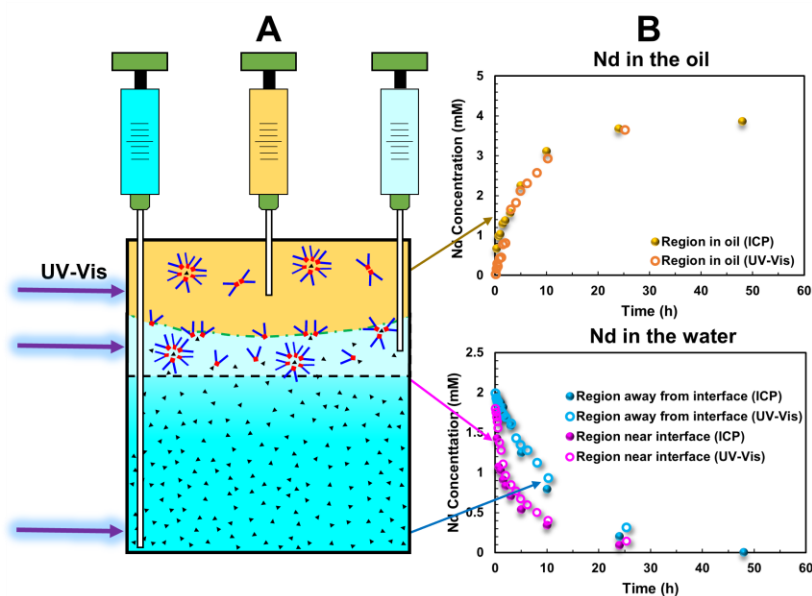 A
B
UV-Vis
Nd in the oil
Nd Concentration (mM)
5
4
3
2
1
0
Region in oil (ICP)
Region in oil (UV-Vis)
0 10 20 30 40 50 60
Time (h)
Nd in the water
Nd Concenttation (mM)
2.5
2
1.5
1
0.5
0
Region away from interface (ICP)
Region away from interface (UV-Vis)
Region near interface (ICP)
Region near interface (UV-Vis)
0 10 20 30 40 50 60
Time (h)